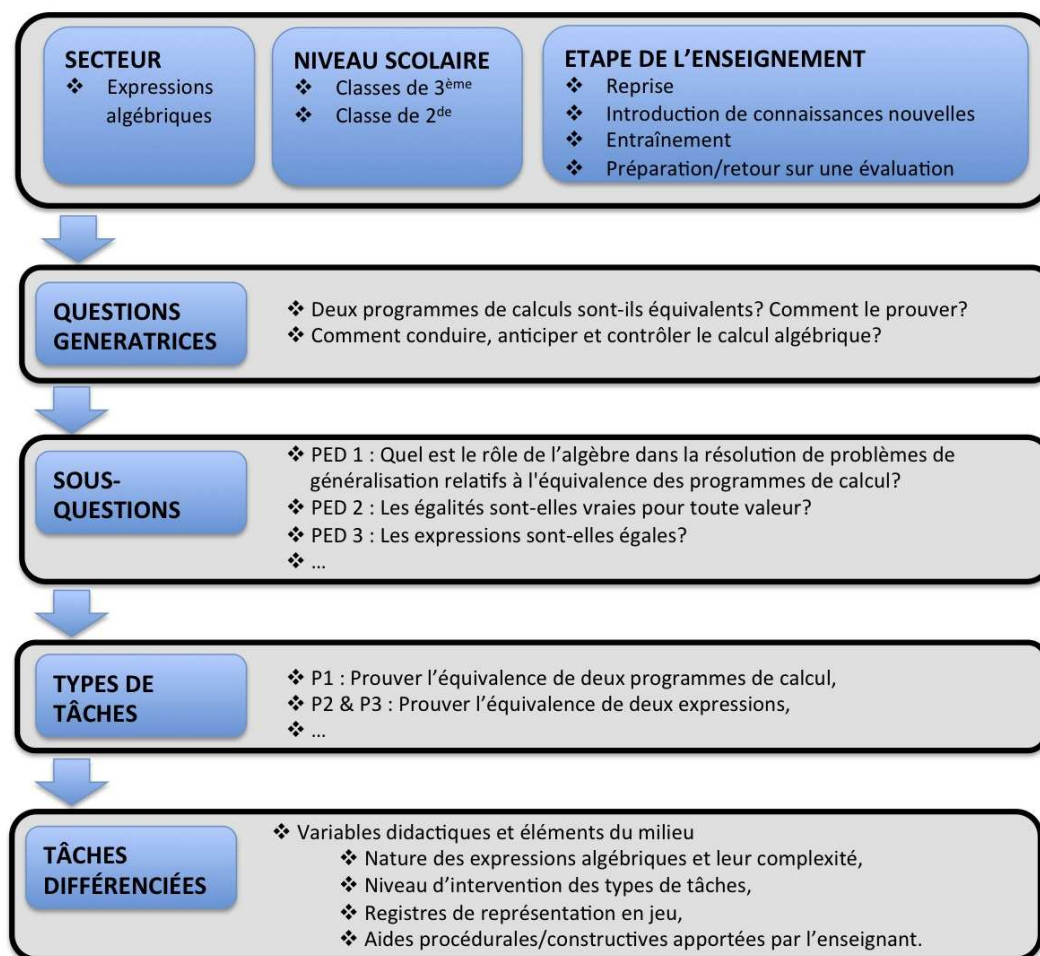 SECTEUR
❖ Expressions
algébriques
NIVEAU SCOLAIRE
❖ Classes de 3ème
❖ Classe de 2de
ETAPE DE L'ENSEIGNEMENT
❖ Reprise
❖ Introduction de connaissances nouvelles
❖ Entraînement
❖ Préparation/retour sur une évaluation
QUESTIONS
GENERATRICES
❖ Deux programmes de calculs sont-ils équivalents? Comment le prouver?
❖ Comment conduire, anticiper et contrôler le calcul algébrique?
SOUS-
QUESTIONS
❖ PED 1 : Quel est le rôle de l'algèbre dans la résolution de problèmes de
généralisation relatifs à l'équivalence des programmes de calcul?
❖ PED 2 : Les égalités sont-elles vraies pour toute valeur?
❖ PED 3 : Les expressions sont-elles égales?
❖ ...
TYPES DE
TÂCHES
❖ P1 : Prouver l'équivalence de deux programmes de calcul,
❖ P2 & P3 : Prouver l'équivalence de deux expressions,
❖ ...
TÂCHES
DIFFÉRENCIÉES
❖ Variables didactiques et éléments du milieu
❖ Nature des expressions algébriques et leur complexité,
❖ Niveau d'intervention des types de tâches,
❖ Registres de représentation en jeu,
❖ Aides procédurales/constructives apportées par l'enseignant.